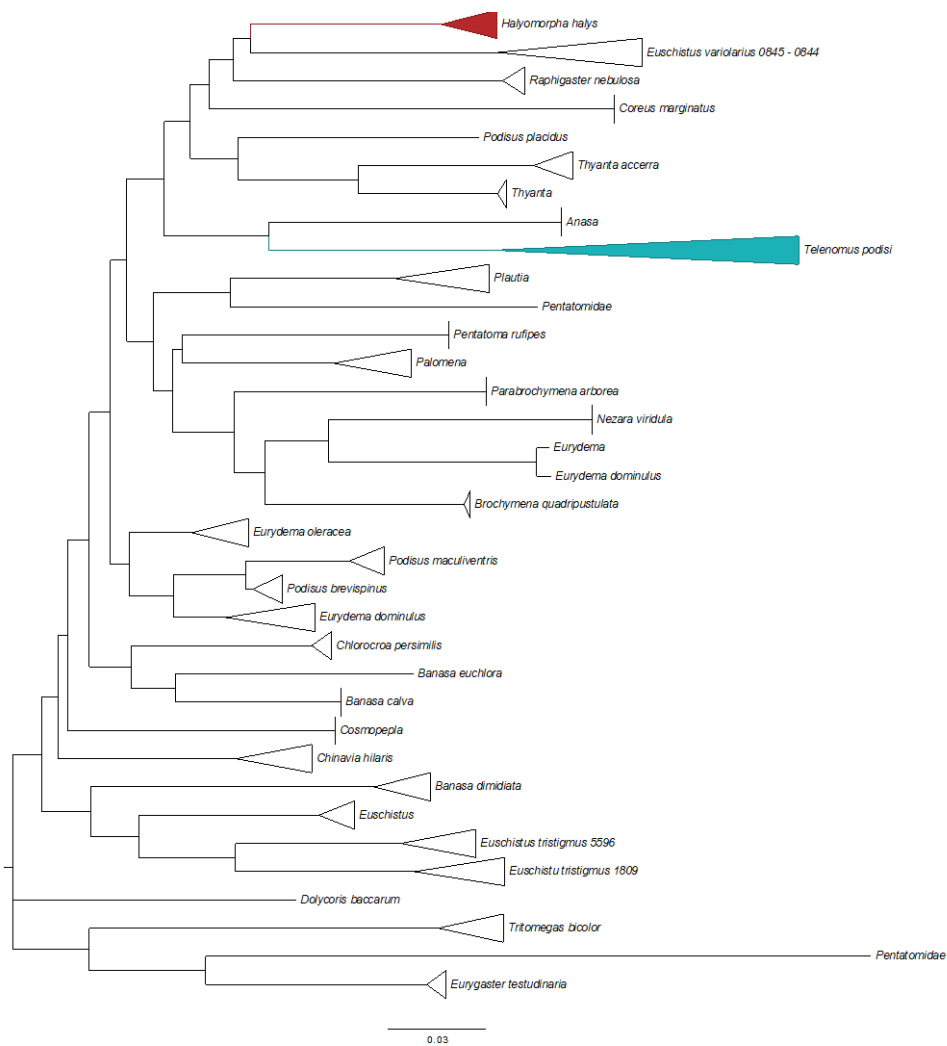 Halyomorpha halys
Euschistus variolarius 0845 - 0844
Raphigaster nebulosa
Coreus marginatus
Podisus placidus
Thyanta accerra
Thyanta
Anasa
Telenomus podisi
Plautia
Pentatomidae
Pentatoma rufipes
Palomena
Parabrochymena arborea
Nezara viridula
Eurydema
Eurydema dominulus
Brochymena quadripustulata
Eurydema oleracea
Podisus maculiventris
Podisus brevispinus
Eurydema dominulus
Chlorocroa persimilis
Banasa euchlora
Banasa calva
Cosmopepla
Chinavia hilaris
Banasa dimidiata
Euschistus
Euschistus tristigmus 5596
Euschistu tristigmus 1809
Dolycoris baccarum
Tritomegas bicolor
Pentatomidae
Eurygaster testudinaria
0.03